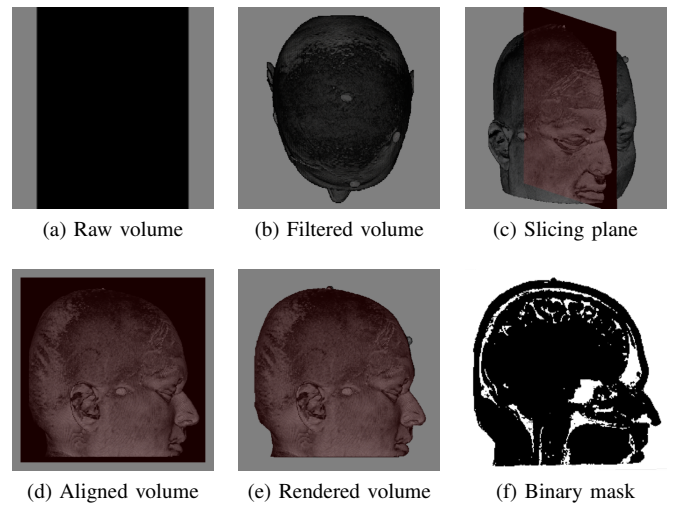 (a) Raw volume
(b) Filtered volume
(c) Slicing plane
(d) Aligned volume
(e) Rendered volume
(f) Binary mask